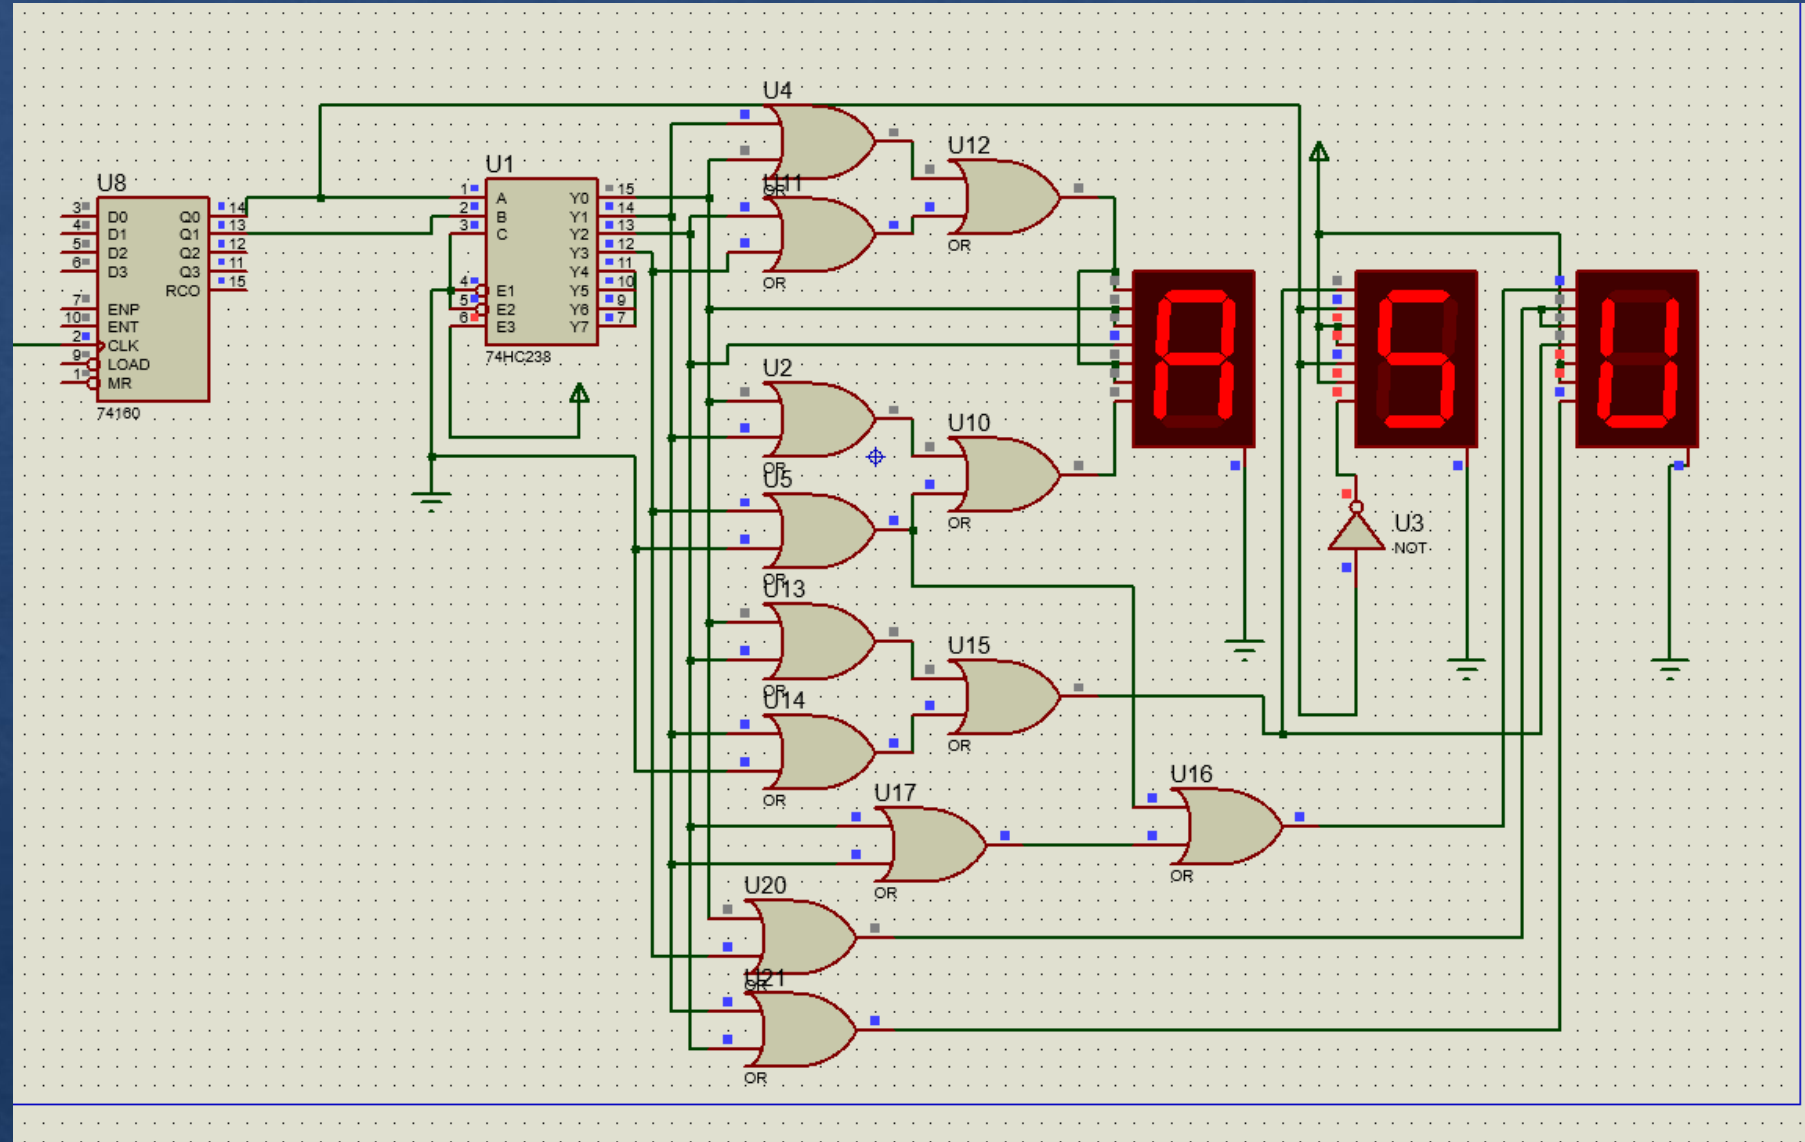 U8
3 D0 Q0 14
4 D1 Q1 13
5 D2 Q2 12
6 D3 Q3 11
RCO 15
7 ENP
10 ENT
2 CLK
9 LOAD
1 MR
74160
U1
1 A Y0 15
2 B Y1 14
3 C Y2 13
Y3 12
Y4 11
4 E1 Y5 10
5 E2 Y6 9
6 E3 Y7 7
74HC238
U4
OR
U11
OR
U12
OR
U2
OR
U5
OR
U10
OR
U13
OR
U14
OR
U15
OR
U17
OR
U16
OR
U20
OR
U21
OR
U3
NOT